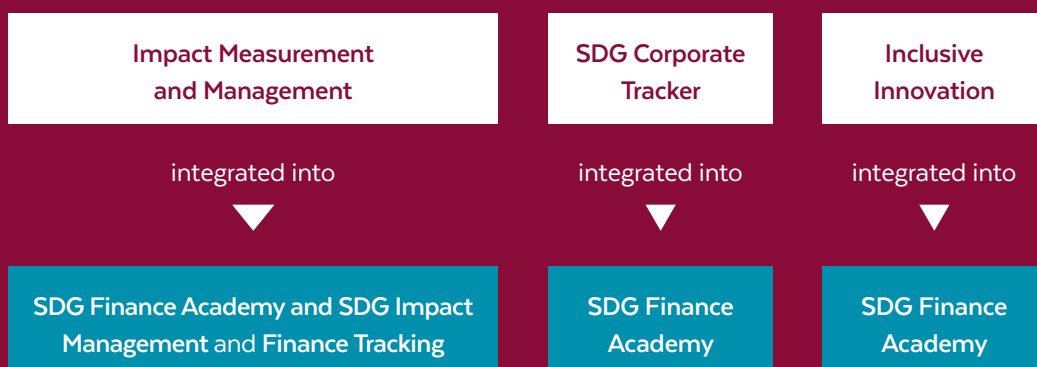 Impact Measurement
and Management
integrated into
SDG Finance Academy and SDG Impact
Management and Finance Tracking
SDG Corporate
Tracker
integrated into
SDG Finance
Academy
Inclusive
Innovation
integrated into
SDG Finance
Academy